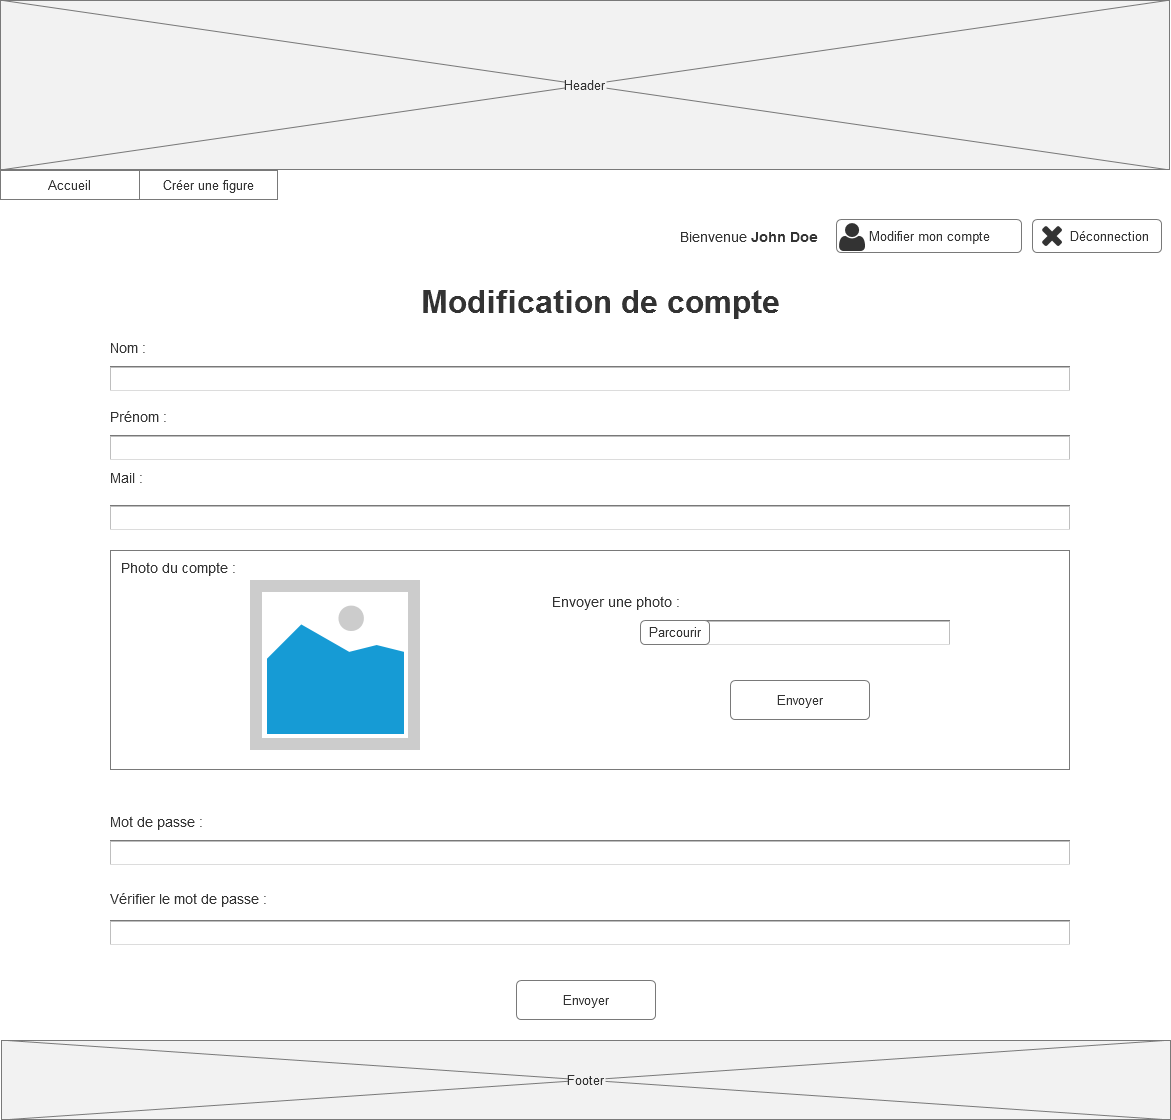 Header
Accueil
Créer une figure
Bienvenue John Doe
Modifier mon compte
Déconnection
Modification de compte
Nom :
Prénom :
Mail :
Photo du compte :
Envoyer une photo :
Parcourir
Envoyer
Mot de passe :
Vérifier le mot de passe :
Envoyer
Footer